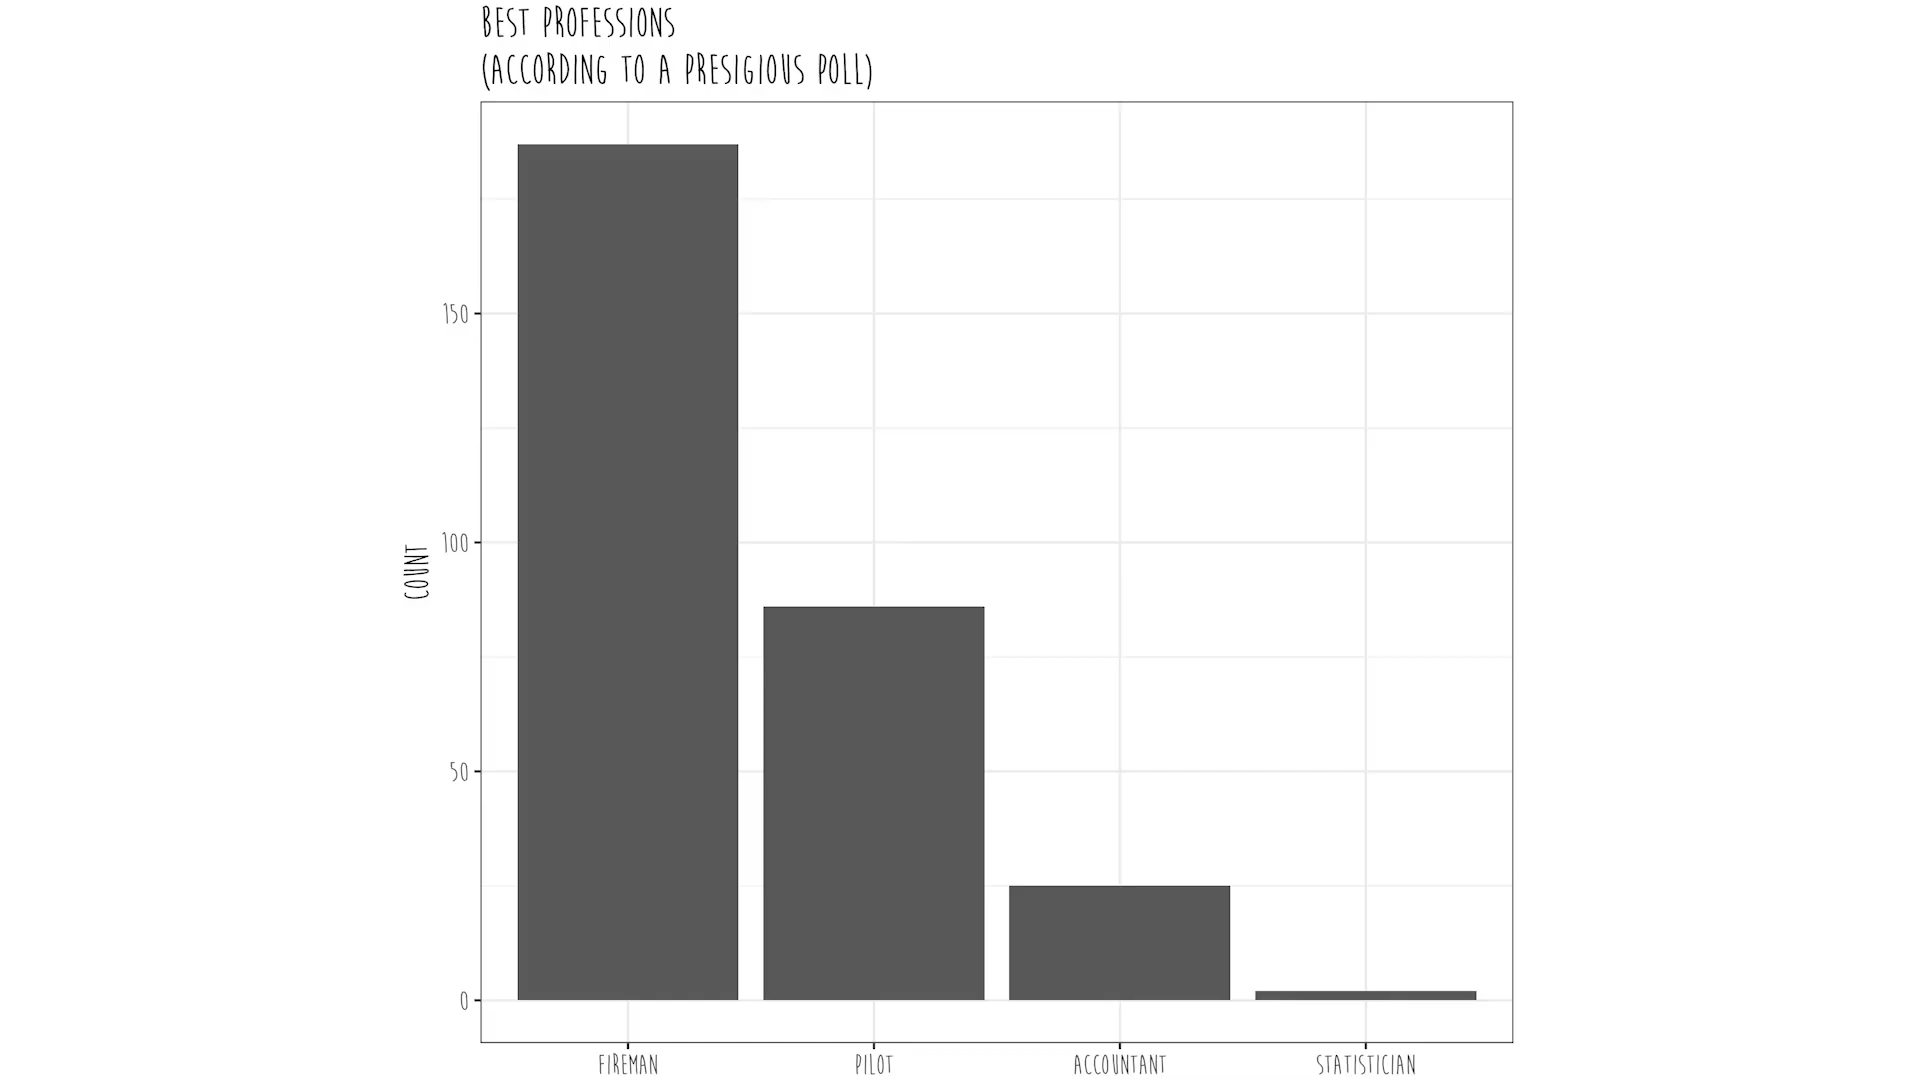 BEST PROFESSIONS
(ACCORDING TO A PRESIGIOUS POLL)
150
100
50
0
COUNT
FIREMAN
PILOT
ACCOUNTANT
STATISTICIAN